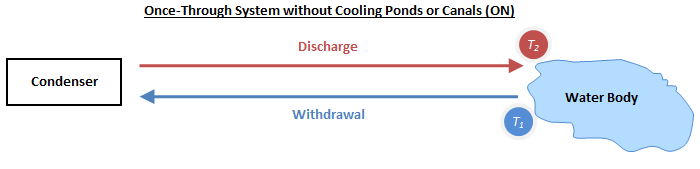 Once-Through System without Cooling Ponds or Canals (ON)
Discharge
T2
Condenser
Water Body
Withdrawal
T1